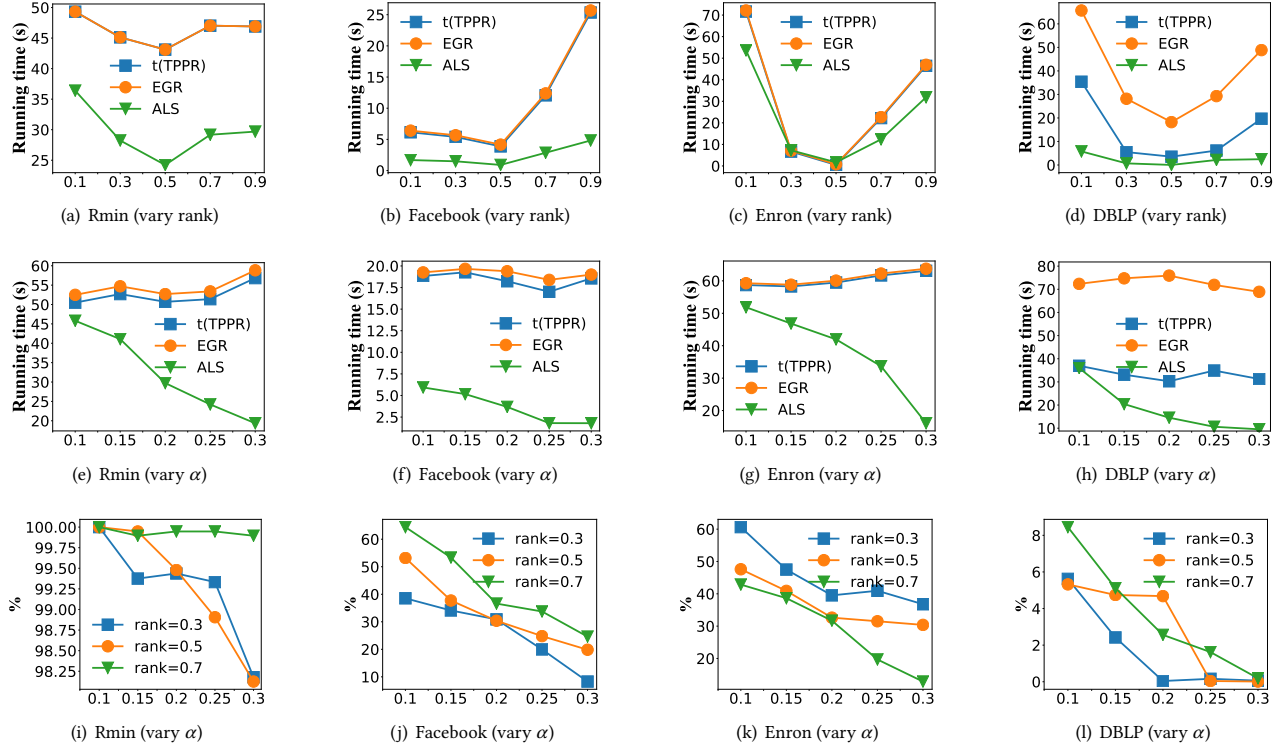 50
45
40
35
30
25
Running time (s)
t(TPPR)
EGR
ALS
0.1 0.3 0.5 0.7 0.9
(a) Rmin (vary rank)
25
20
15
10
5
0
Running time (s)
t(TPPR)
EGR
ALS
0.1 0.3 0.5 0.7 0.9
(b) Facebook (vary rank)
70
60
50
40
30
20
10
0
Running time (s)
t(TPPR)
EGR
ALS
0.1 0.3 0.5 0.7 0.9
(c) Enron (vary rank)
60
50
40
30
20
10
0
Running time (s)
t(TPPR)
EGR
ALS
0.1 0.3 0.5 0.7 0.9
(d) DBLP (vary rank)
60
55
50
45
40
35
30
25
20
Running time (s)
t(TPPR)
EGR
ALS
0.1 0.15 0.2 0.25 0.3
(e) Rmin (vary α)
20.0
17.5
15.0
12.5
10.0
7.5
5.0
2.5
Running time (s)
t(TPPR)
EGR
ALS
0.1 0.15 0.2 0.25 0.3
(f) Facebook (vary α)
60
50
40
30
20
Running time (s)
t(TPPR)
EGR
ALS
0.1 0.15 0.2 0.25 0.3
(g) Enron (vary α)
80
70
60
50
40
30
20
10
Running time (s)
t(TPPR)
EGR
ALS
0.1 0.15 0.2 0.25 0.3
(h) DBLP (vary α)
100.00
99.75
99.50
99.25
99.00
98.75
98.50
98.25
%
rank=0.3
rank=0.5
rank=0.7
0.1 0.15 0.2 0.25 0.3
(i) Rmin (vary α)
60
50
40
30
20
10
%
rank=0.3
rank=0.5
rank=0.7
0.1 0.15 0.2 0.25 0.3
(j) Facebook (vary α)
60
50
40
30
20
%
rank=0.3
rank=0.5
rank=0.7
0.1 0.15 0.2 0.25 0.3
(k) Enron (vary α)
8
6
4
2
0
%
rank=0.3
rank=0.5
rank=0.7
0.1 0.15 0.2 0.25 0.3
(l) DBLP (vary α)